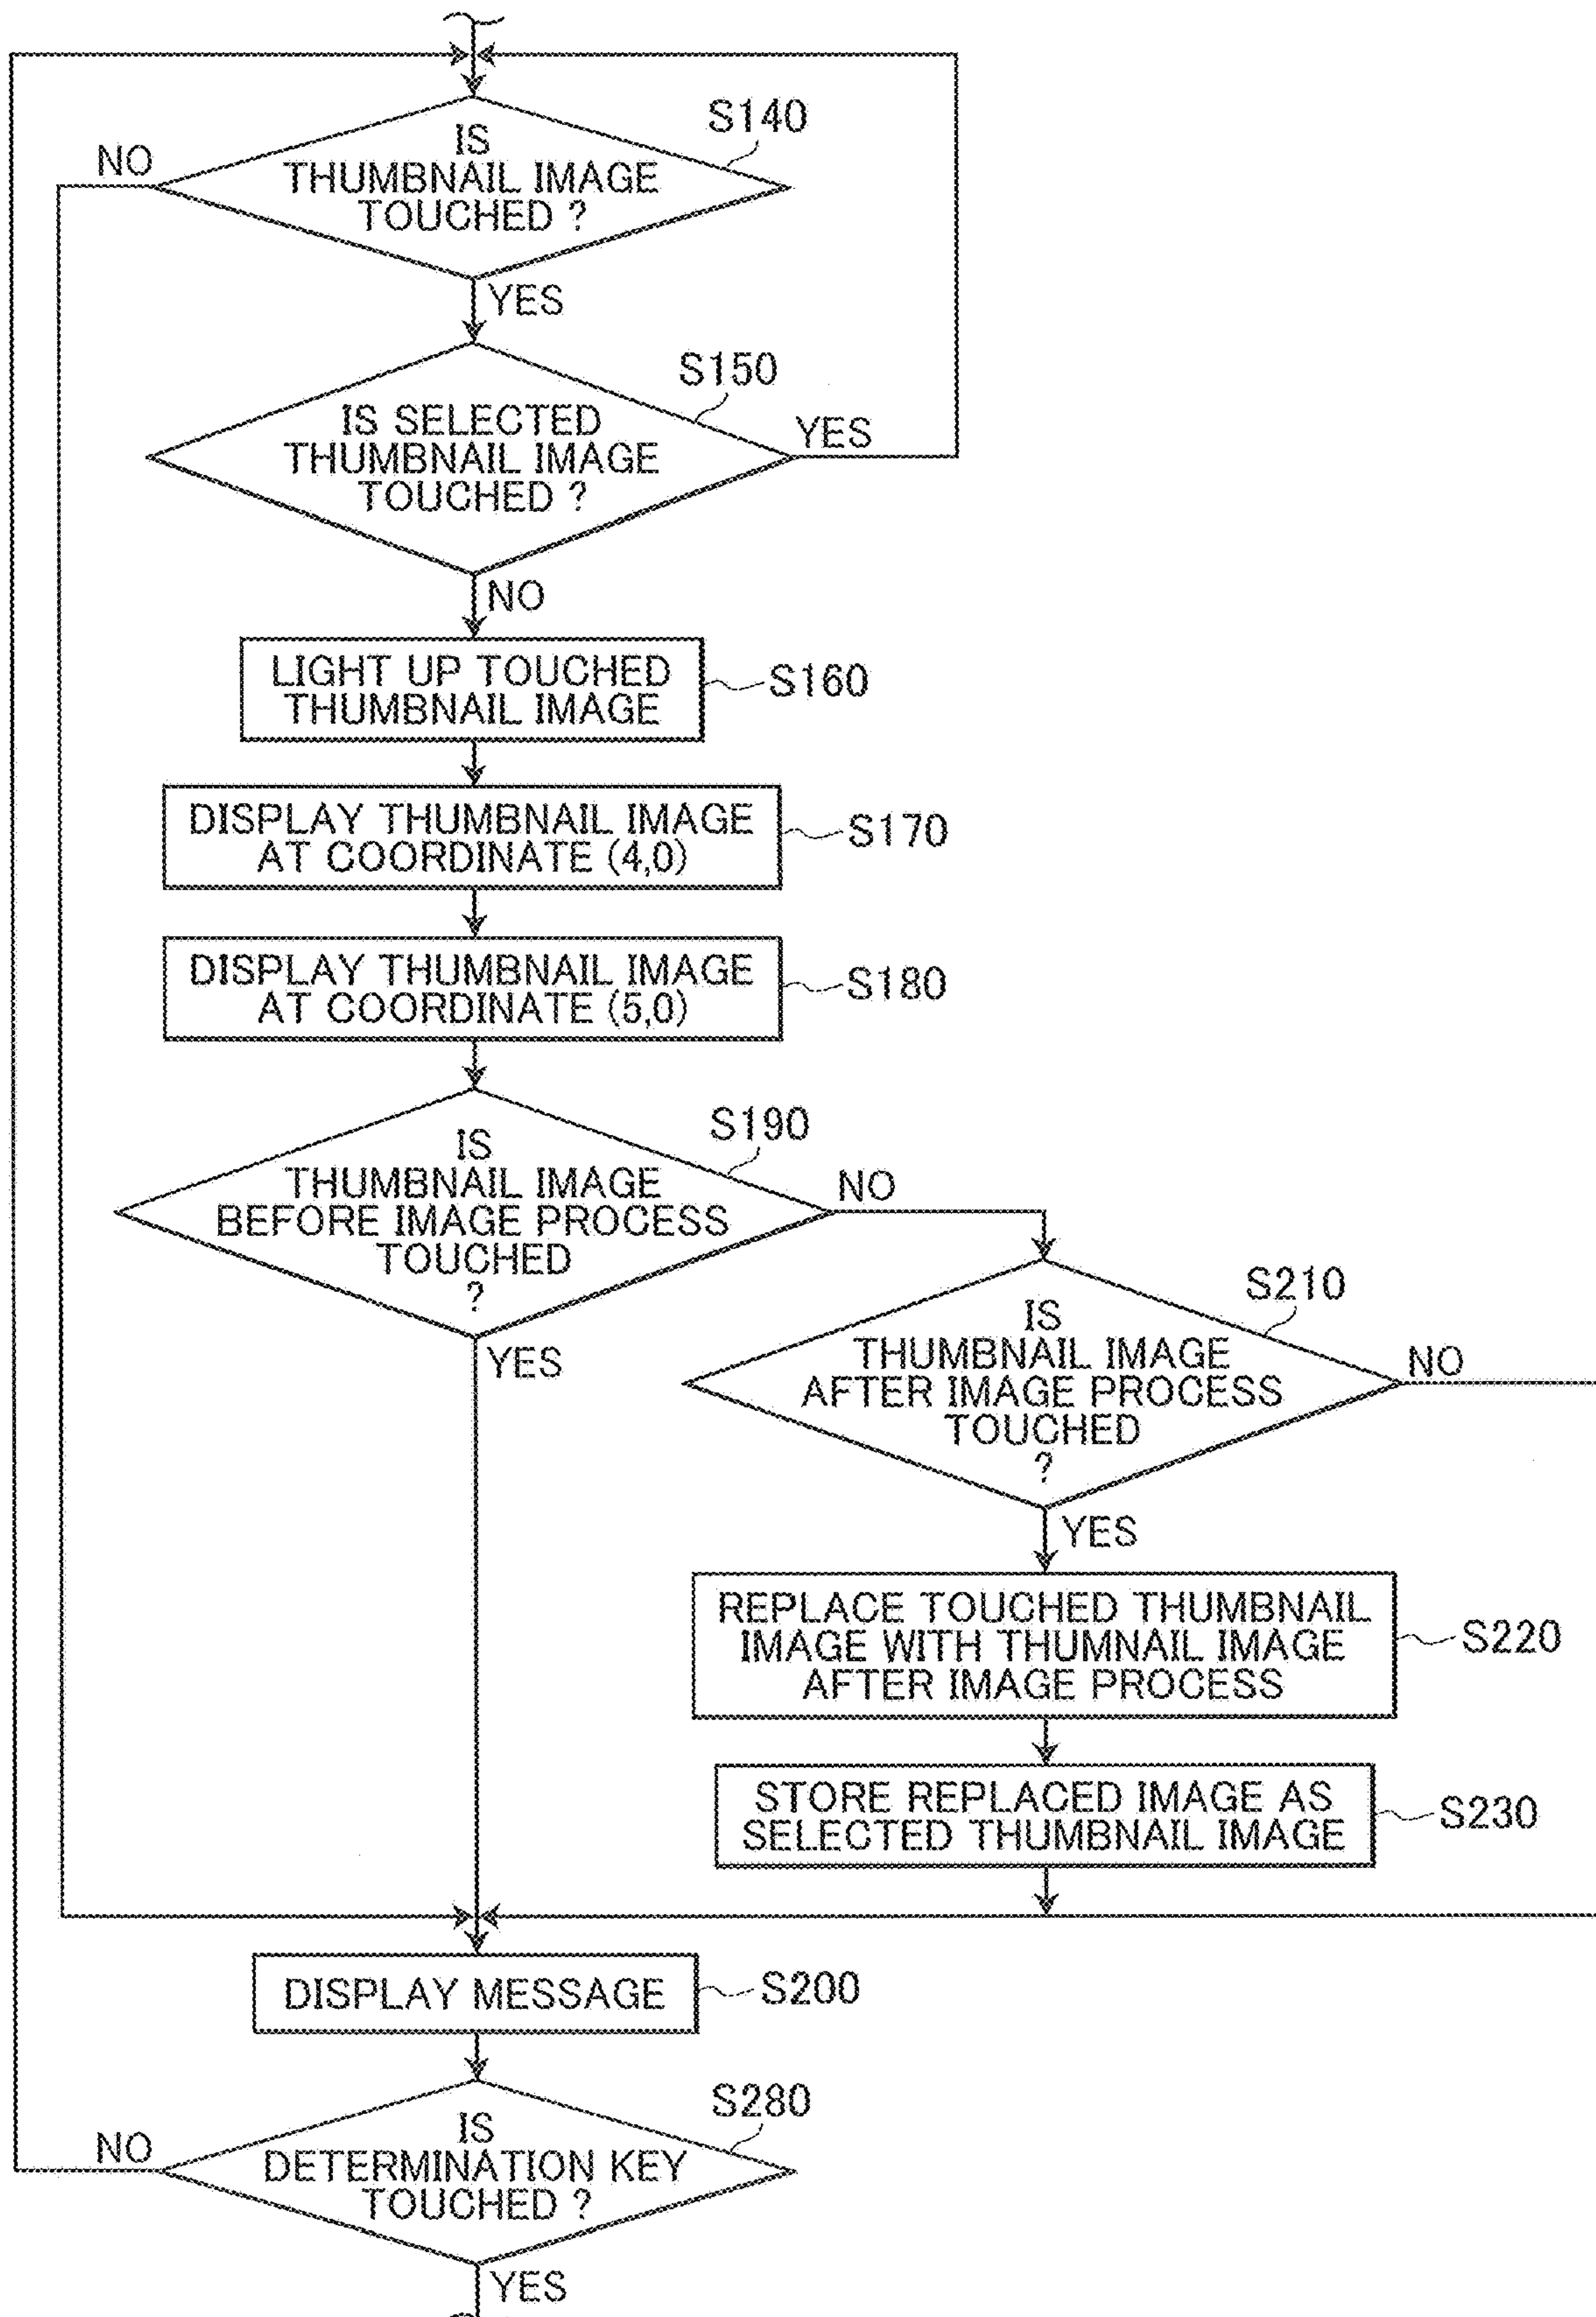 S140
NO
IS
THUMBNAIL IMAGE
TOUCHED ?
YES
S150
IS SELECTED
THUMBNAIL IMAGE
TOUCHED ?
YES
NO
LIGHT UP TOUCHED
THUMBNAIL IMAGE
S160
DISPLAY THUMBNAIL IMAGE
AT COORDINATE (4,0)
S170
DISPLAY THUMBNAIL IMAGE
AT COORDINATE (5,0)
S180
S190
IS
THUMBNAIL IMAGE
BEFORE IMAGE PROCESS
TOUCHED
?
NO
YES
S210
IS
THUMBNAIL IMAGE
AFTER IMAGE PROCESS
TOUCHED
?
NO
YES
REPLACE TOUCHED THUMBNAIL
IMAGE WITH THUMNAIL IMAGE
AFTER IMAGE PROCESS
S220
STORE REPLACED IMAGE AS
SELECTED THUMBNAIL IMAGE
S230
DISPLAY MESSAGE
S200
S280
NO
IS
DETERMINATION KEY
TOUCHED ?
YES